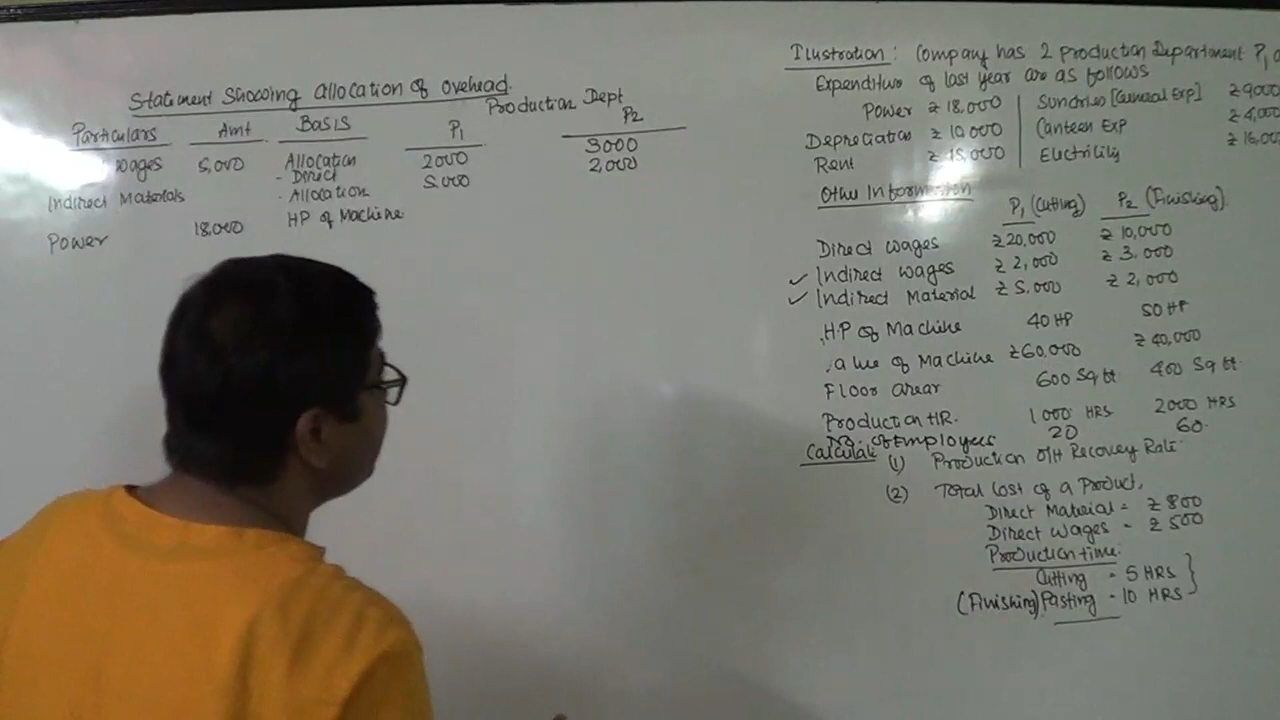 Statement Showing allocation of overhead.
Production Dept
Particulars Amt BASIS P1 P2
Wages 5,000 Allocation 2000 3000
- Direct 5.000 2,000
Indirect Materials - Allocation
Power 18,000 HP of Machine
Illustration : Company has 2 production Department P1
Expenditure of last year are as follows
Power ₹ 18,000 Sundries [General Exp] ₹ 9000
Depreciation ₹ 10000 Canteen Exp ₹ 4,000
Rent ₹ 15,000 Electricity
Other Information
P1 (Cutting) P2 (Finishing)
Direct wages ₹ 20,000 ₹ 10,000
✓ Indirect wages ₹ 2,000 ₹ 3.000
✓ Indirect Material ₹ 5.000 ₹ 2,000
H.P of Machine 40 HP 50 HP
alue of Machine ₹ 60.000 ₹ 40,000
Floor arear 600 Sq ft 400 Sq ft.
Production HR. 1000 HRS 2000 HRS
No. of Employees 20 60.
Calculate (1) Production O/H Recovery Rate
(2) Total Cost of a Product.
Direct Material = ₹ 800
Direct wages - ₹ 500
Production time:
Cutting = 5 HRS
(Finishing) Pasting - 10 HRS